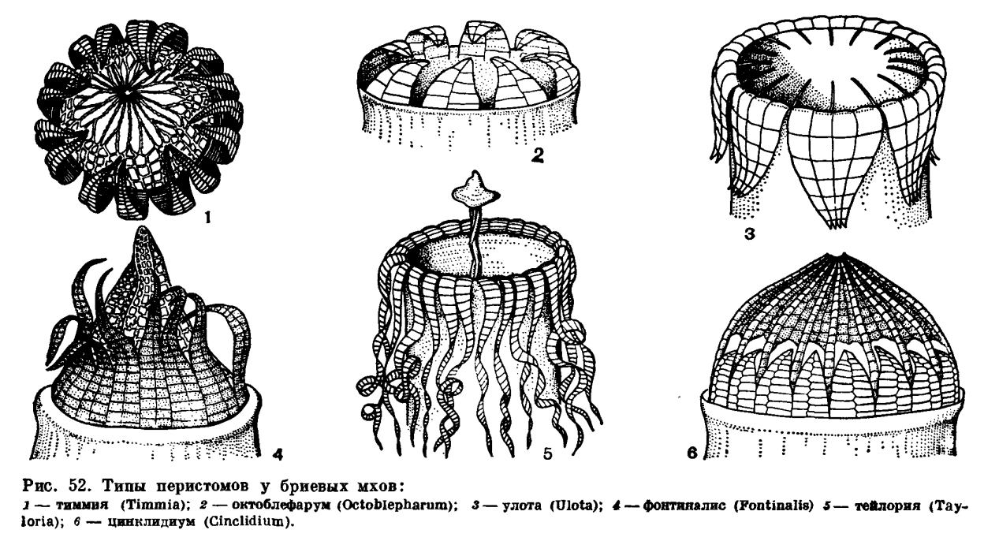 1
2
3
4
5
6
Рис. 52. Типы перистомов у бриевых мхов:
1 — тиммия (Timmia); 2 — октоблефарум (Octoblepharum); 3 — улота (Ulota); 4 — фонтиналис (Fontinalis) 5 — тейлория (Tay-
loria); 6 — цинклидиум (Cinclidium).